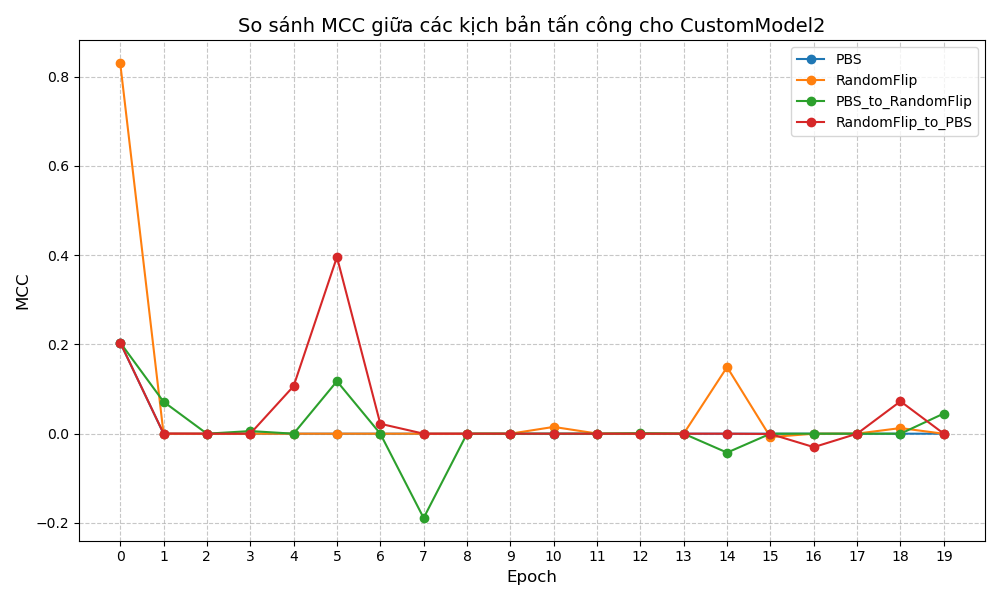 So sánh MCC giữa các kịch bản tấn công cho CustomModel2
PBS
RandomFlip
PBS_to_RandomFlip
RandomFlip_to_PBS
MCC
0.8
0.6
0.4
0.2
0.0
−0.2
0 1 2 3 4 5 6 7 8 9 10 11 12 13 14 15 16 17 18 19
Epoch